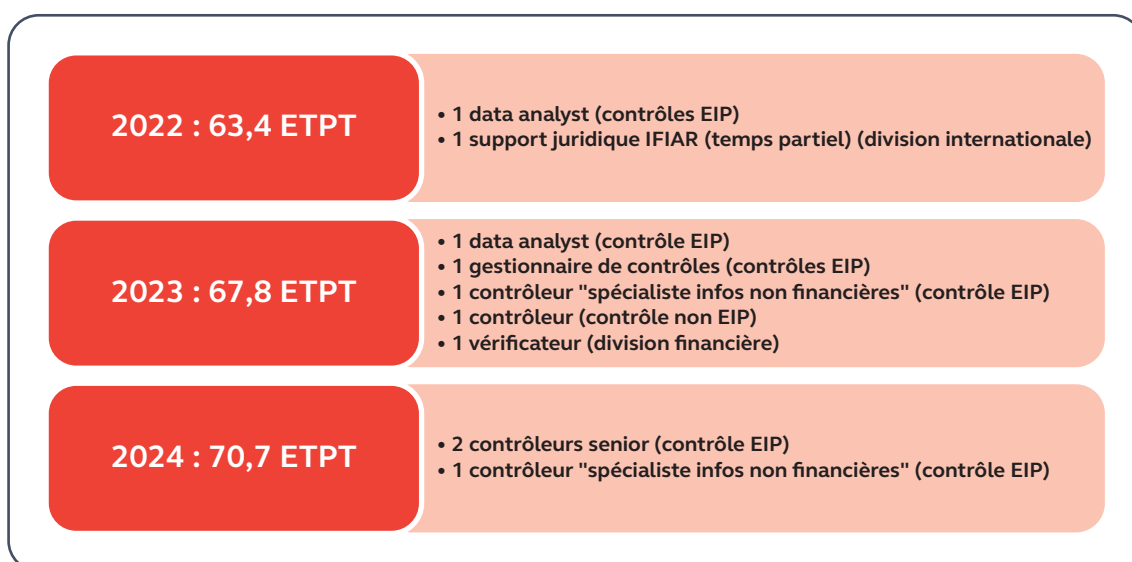 2022 : 63,4 ETPT
• 1 data analyst (contrôles EIP)
• 1 support juridique IFIAR (temps partiel) (division internationale)
2023 : 67,8 ETPT
• 1 data analyst (contrôle EIP)
• 1 gestionnaire de contrôles (contrôles EIP)
• 1 contrôleur "spécialiste infos non financières" (contrôle EIP)
• 1 contrôleur (contrôle non EIP)
• 1 vérificateur (division financière)
2024 : 70,7 ETPT
• 2 contrôleurs senior (contrôle EIP)
• 1 contrôleur "spécialiste infos non financières" (contrôle EIP)